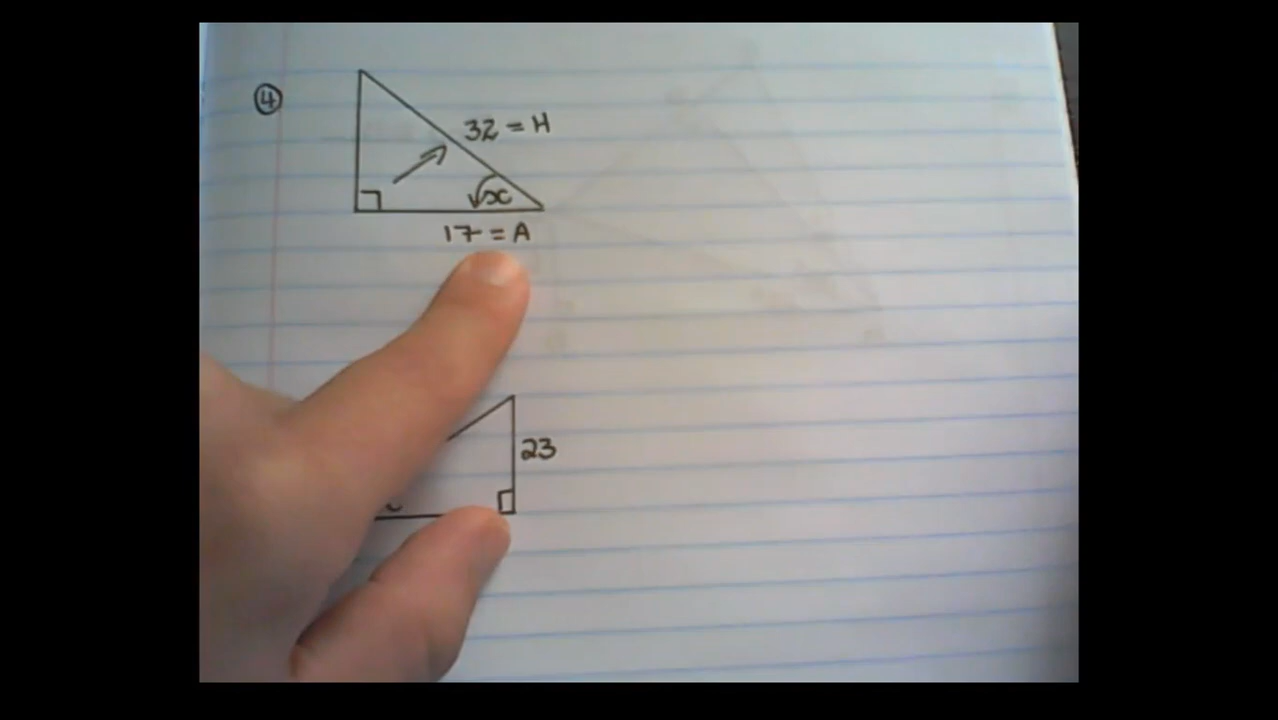 4
32 = H
x
17 = A
23